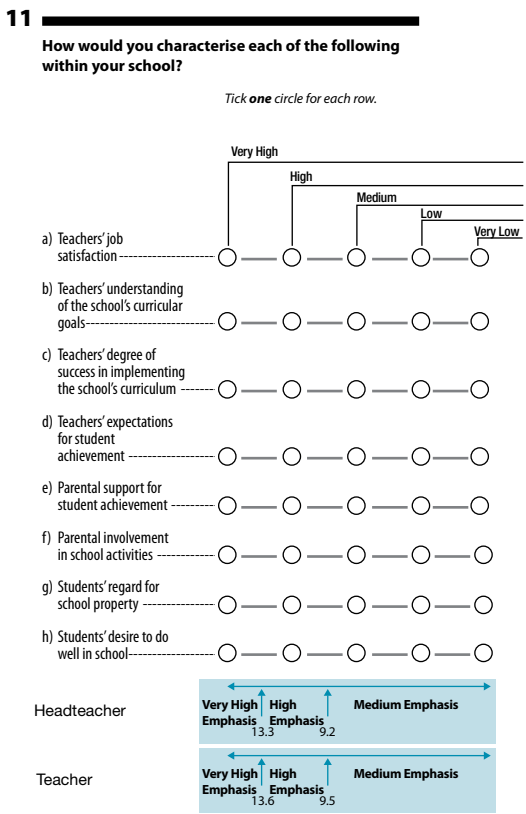 11
How would you characterise each of the following
within your school?
Tick one circle for each row.
Very High
High
Medium
Low
Very Low
a) Teachers' job
satisfaction
b) Teachers' understanding
of the school's curricular
goals
c) Teachers' degree of
success in implementing
the school's curriculum
d) Teachers' expectations
for student
achievement
e) Parental support for
student achievement
f) Parental involvement
in school activities
g) Students' regard for
school property
h) Students' desire to do
well in school
Headteacher
Very High High Medium Emphasis
Emphasis Emphasis
13.3 9.2
Teacher
Very High High Medium Emphasis
Emphasis Emphasis
13.6 9.5